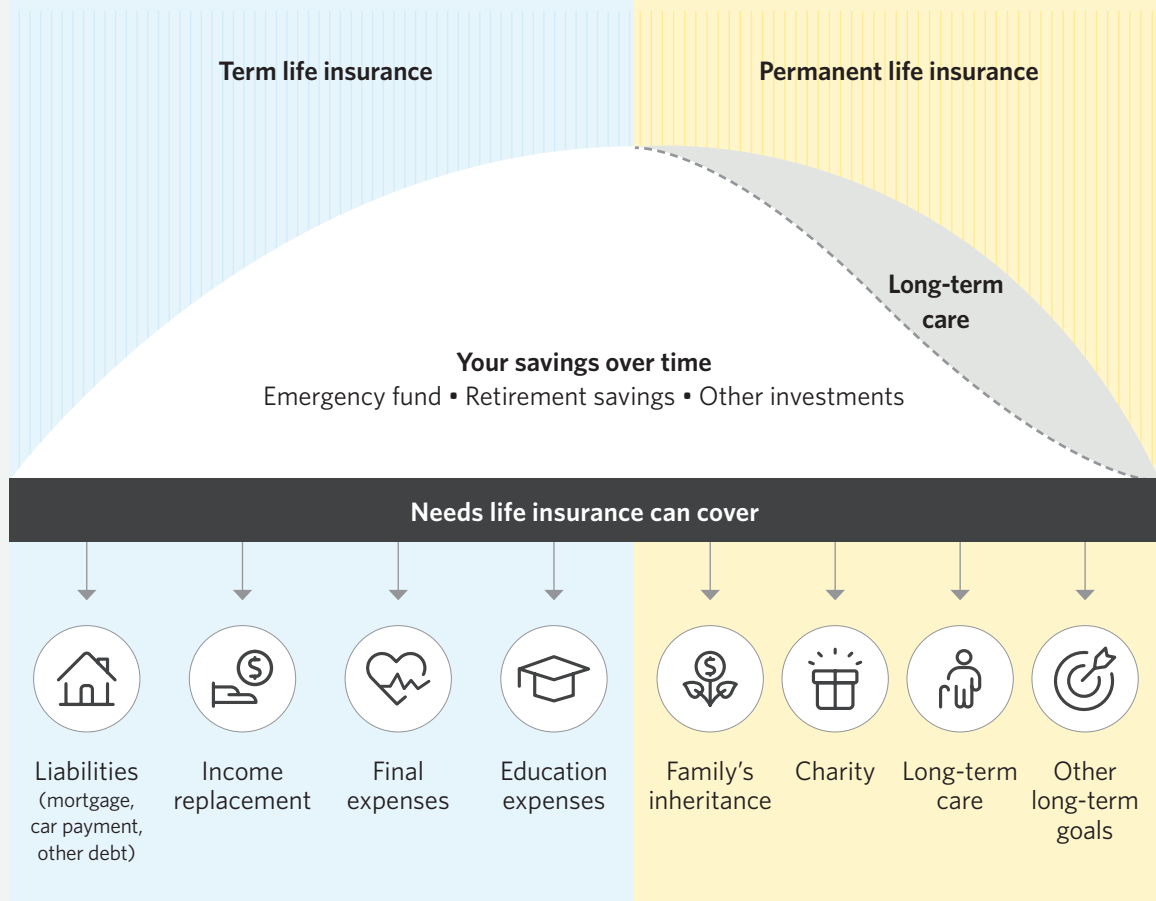 Term life insurance
Permanent life insurance
Long-term
care
Your savings over time
Emergency fund • Retirement savings • Other investments
Needs life insurance can cover
Liabilities
(mortgage,
car payment,
other debt)
Income
replacement
Final
expenses
Education
expenses
Family’s
inheritance
Charity
Long-term
care
Other
long-term
goals